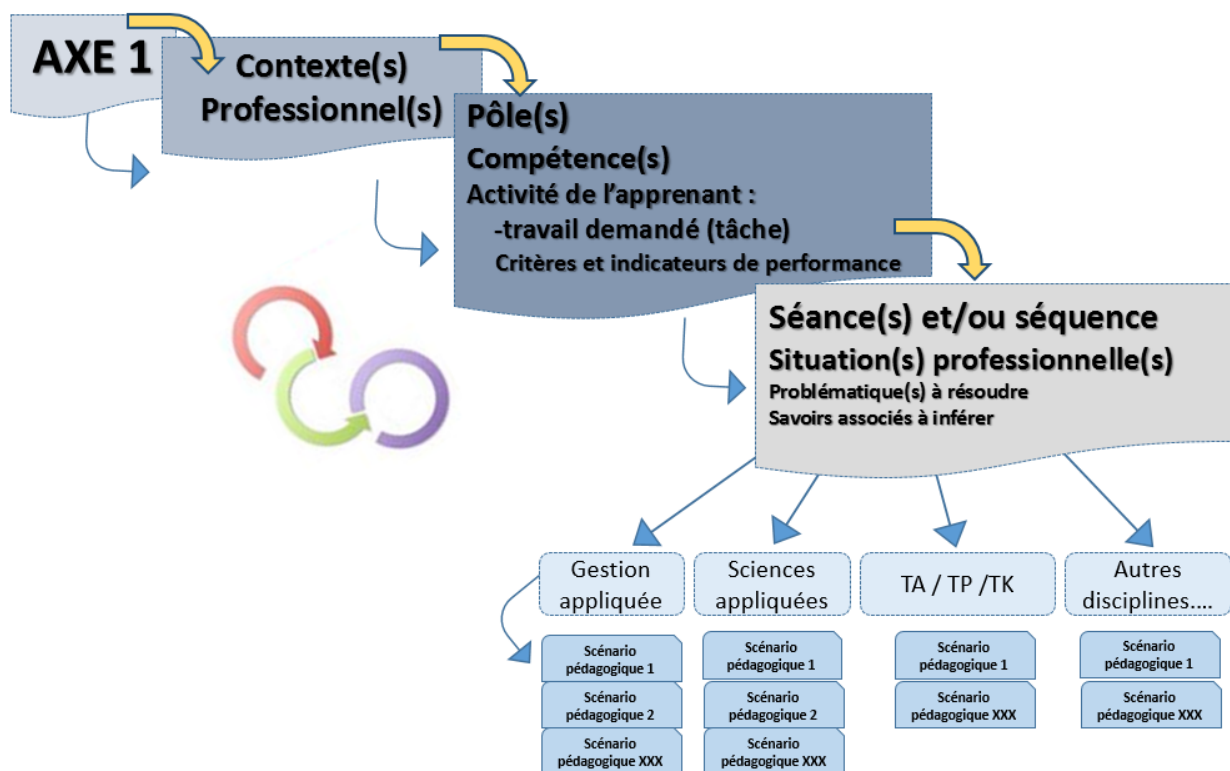 AXE 1
Contexte(s)
Professionnel(s)
Pôle(s)
Compétence(s)
Activité de l’apprenant :
-travail demandé (tâche)
Critères et indicateurs de performance
Séance(s) et/ou séquence
Situation(s) professionnelle(s)
Problématique(s) à résoudre
Savoirs associés à inférer
Gestion
appliquée
Scénario
pédagogique 1
Scénario
pédagogique 2
Scénario
pédagogique XXX
Sciences
appliquées
Scénario
pédagogique 1
Scénario
pédagogique 2
Scénario
pédagogique XXX
TA / TP /TK
Scénario
pédagogique 1
Scénario
pédagogique XXX
Autres
disciplines....
Scénario
pédagogique 1
Scénario
pédagogique XXX